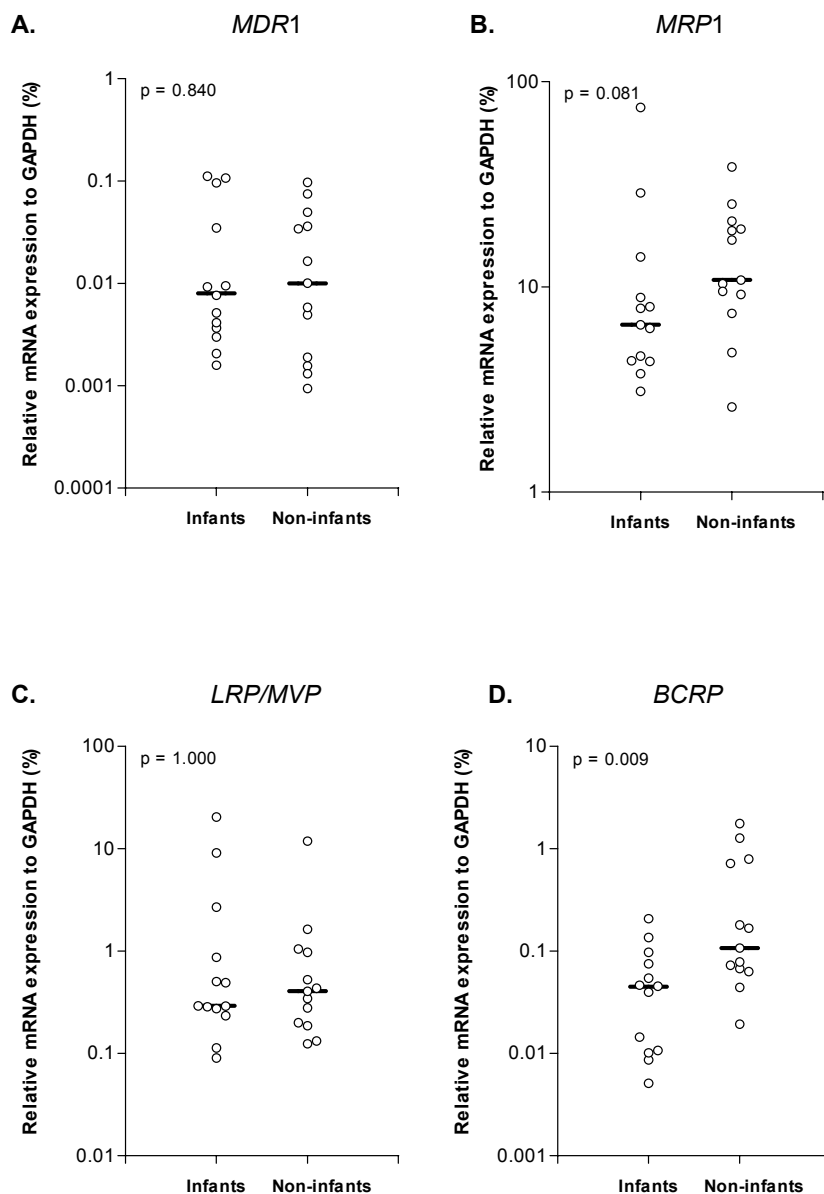 A.
MDR1
Relative mRNA expression to GAPDH (%)
p = 0.840
1
0.1
0.01
0.001
0.0001
Infants
Non-infants
B.
MRP1
Relative mRNA expression to GAPDH (%)
p = 0.081
100
10
1
Infants
Non-infants
C.
LRP/MVP
Relative mRNA expression to GAPDH (%)
p = 1.000
100
10
1
0.1
0.01
Infants
Non-infants
D.
BCRP
Relative mRNA expression to GAPDH (%)
p = 0.009
10
1
0.1
0.01
0.001
Infants
Non-infants